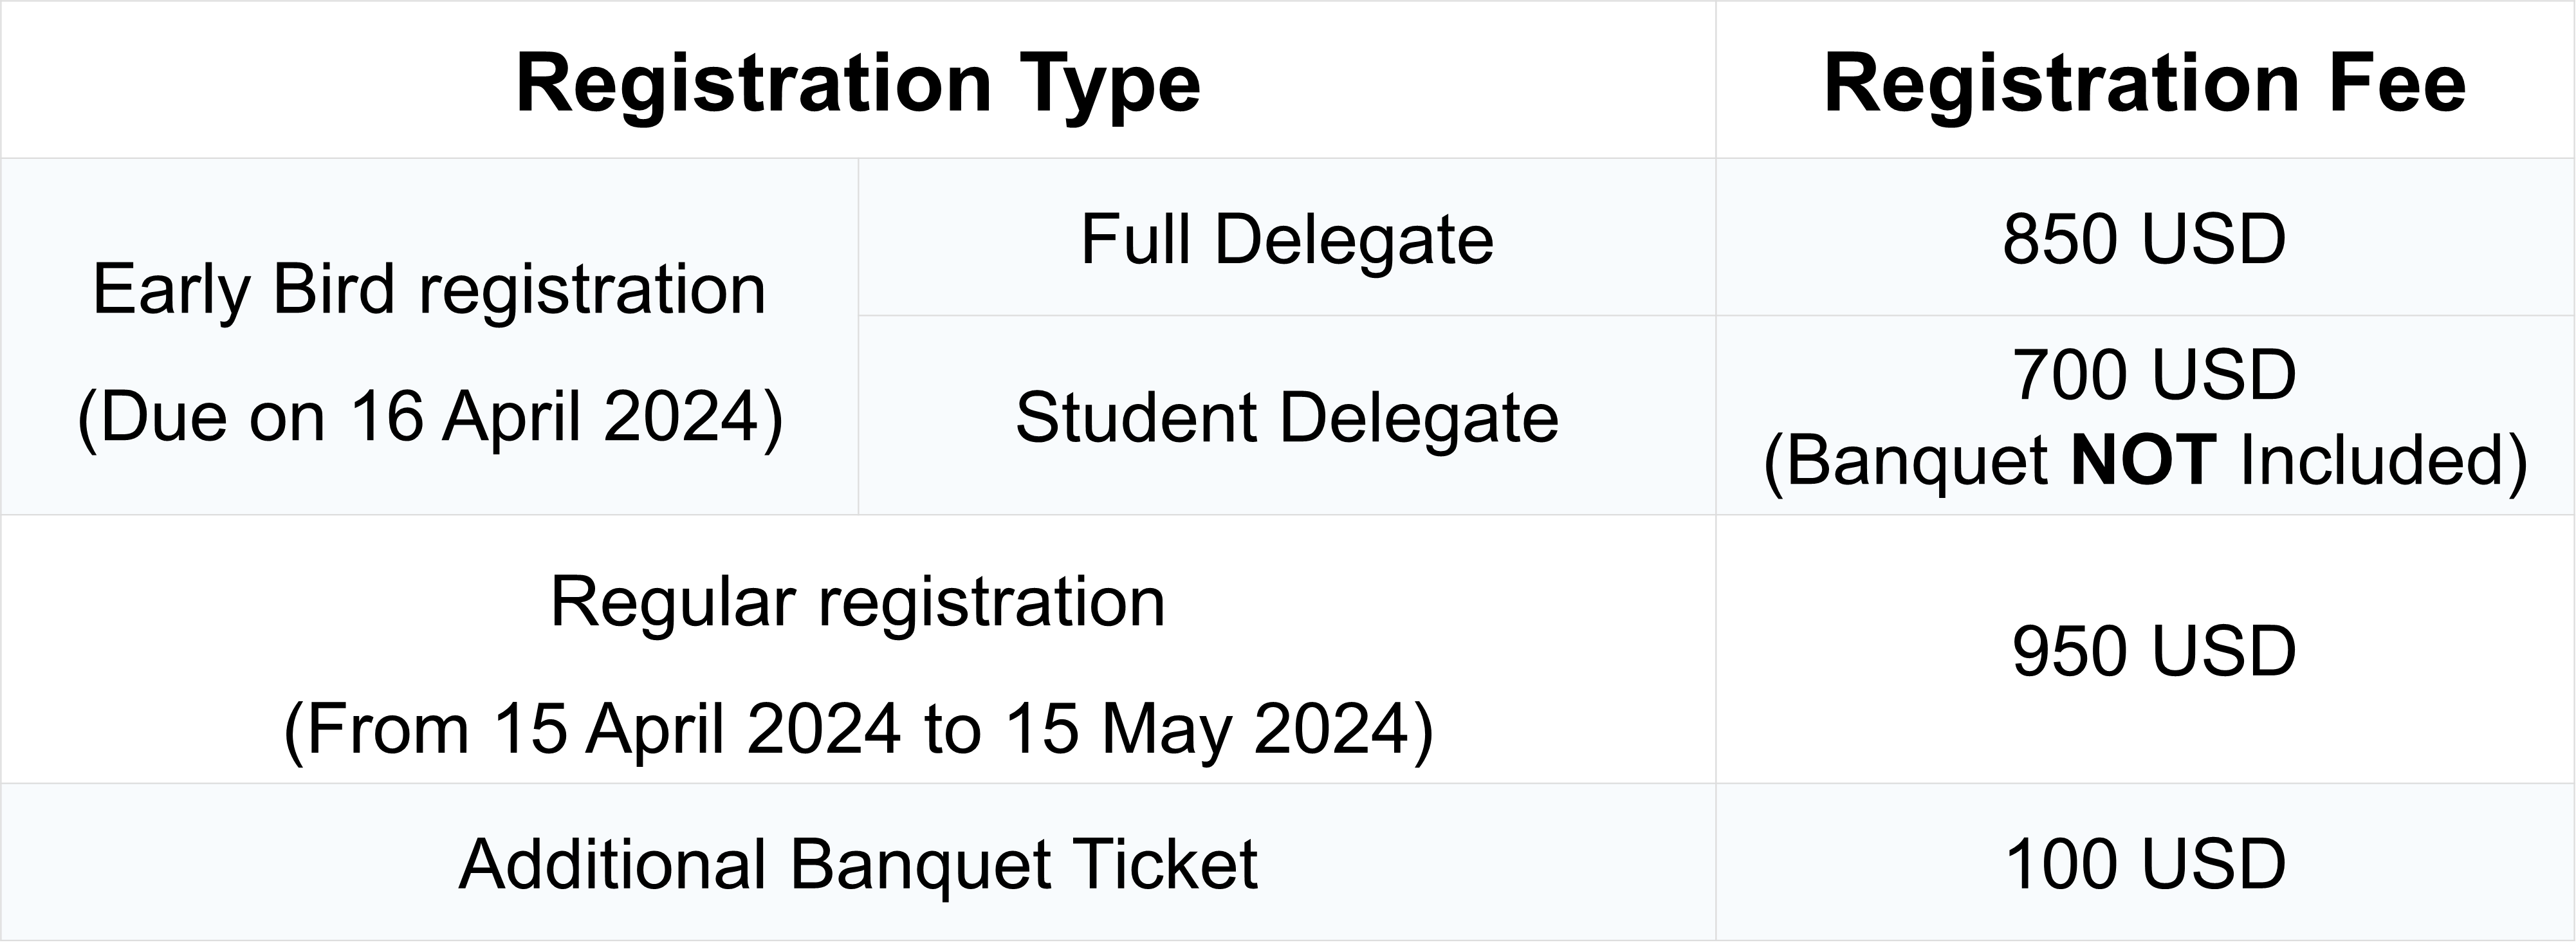 Registration Type
Registration Fee
Early Bird registration
(Due on 16 April 2024)
Full Delegate
850 USD
Student Delegate
700 USD
(Banquet NOT Included)
Regular registration
(From 15 April 2024 to 15 May 2024)
950 USD
Additional Banquet Ticket
100 USD